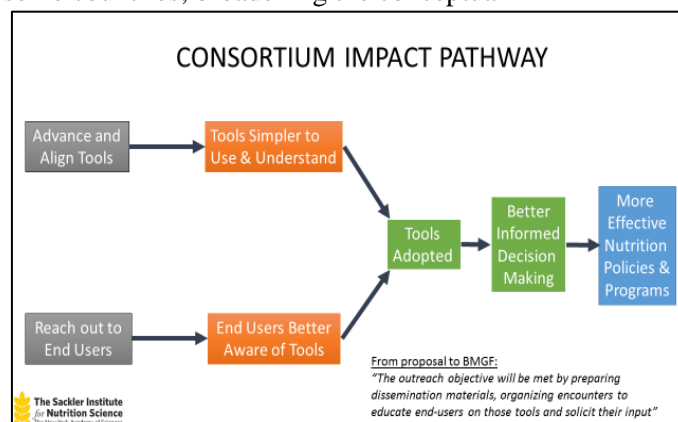 CONSORTIUM IMPACT PATHWAY
Advance and
Align Tools
Tools Simpler to
Use & Understand
Tools
Adopted
Better
Informed
Decision
Making
More
Effective
Nutrition
Policies &
Programs
Reach out to
End Users
End Users Better
Aware of Tools
From proposal to BMGF:
"The outreach objective will be met by preparing
dissemination materials, organizing encounters to
educate end-users on those tools and solicit their input"
The Sackler Institute
for Nutrition Science